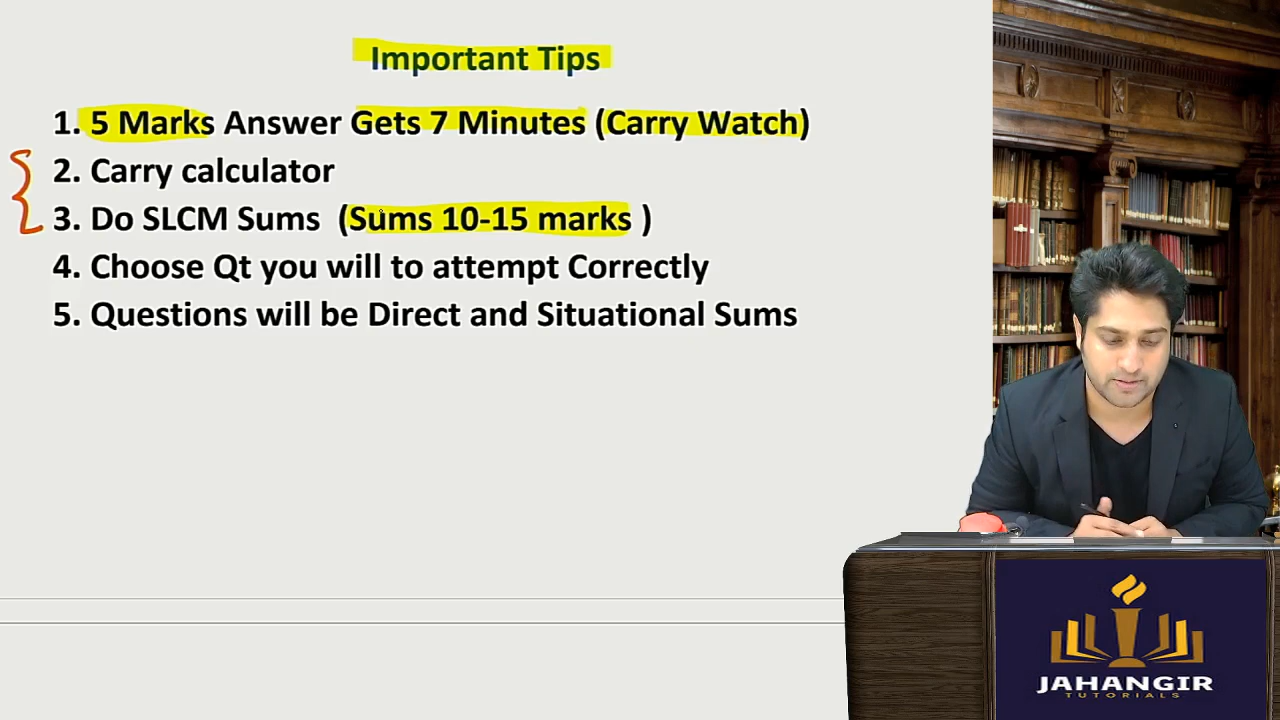 Important Tips
1. 5 Marks Answer Gets 7 Minutes (Carry Watch)
2. Carry calculator
3. Do SLCM Sums (Sums 10-15 marks )
4. Choose Qt you will to attempt Correctly
5. Questions will be Direct and Situational Sums
JAHANGIR
TUTORIALS